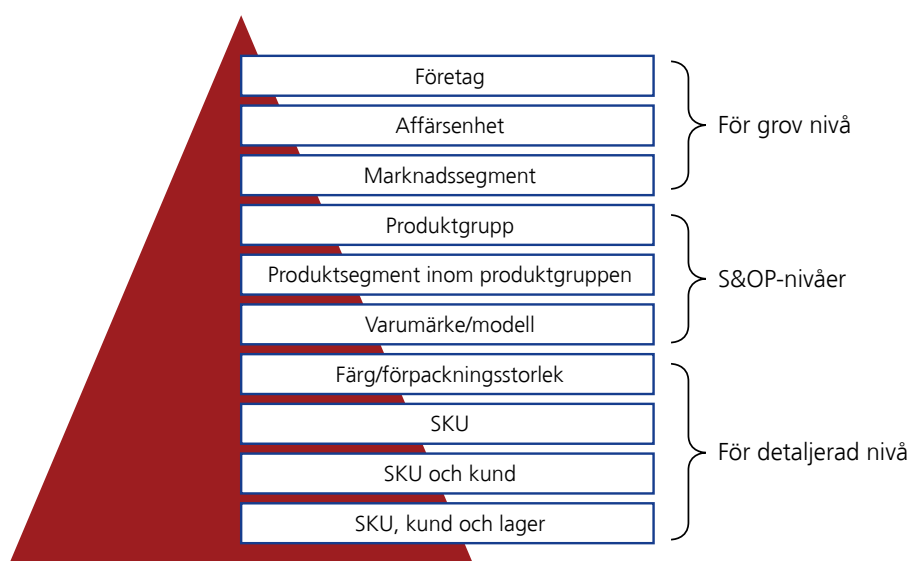 Företag
Affärsenhet
Marknadssegment
För grov nivå
Produktgrupp
Produktsegment inom produktgruppen
Varumärke/modell
S&OP-nivåer
Färg/förpackningsstorlek
SKU
SKU och kund
SKU, kund och lager
För detaljerad nivå